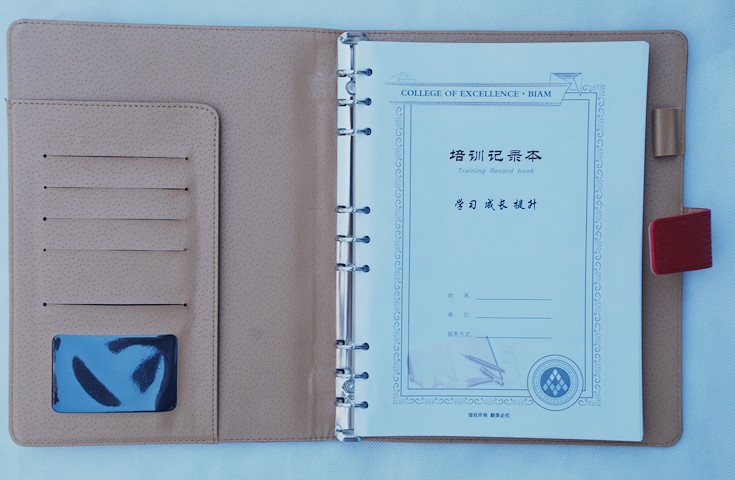 COLLEGE OF EXCELLENCE · BIAM
培训记录本
Training Record book
学习 成长 提升
姓 名:
单 位:
联系方式:
版权所有 翻章必究